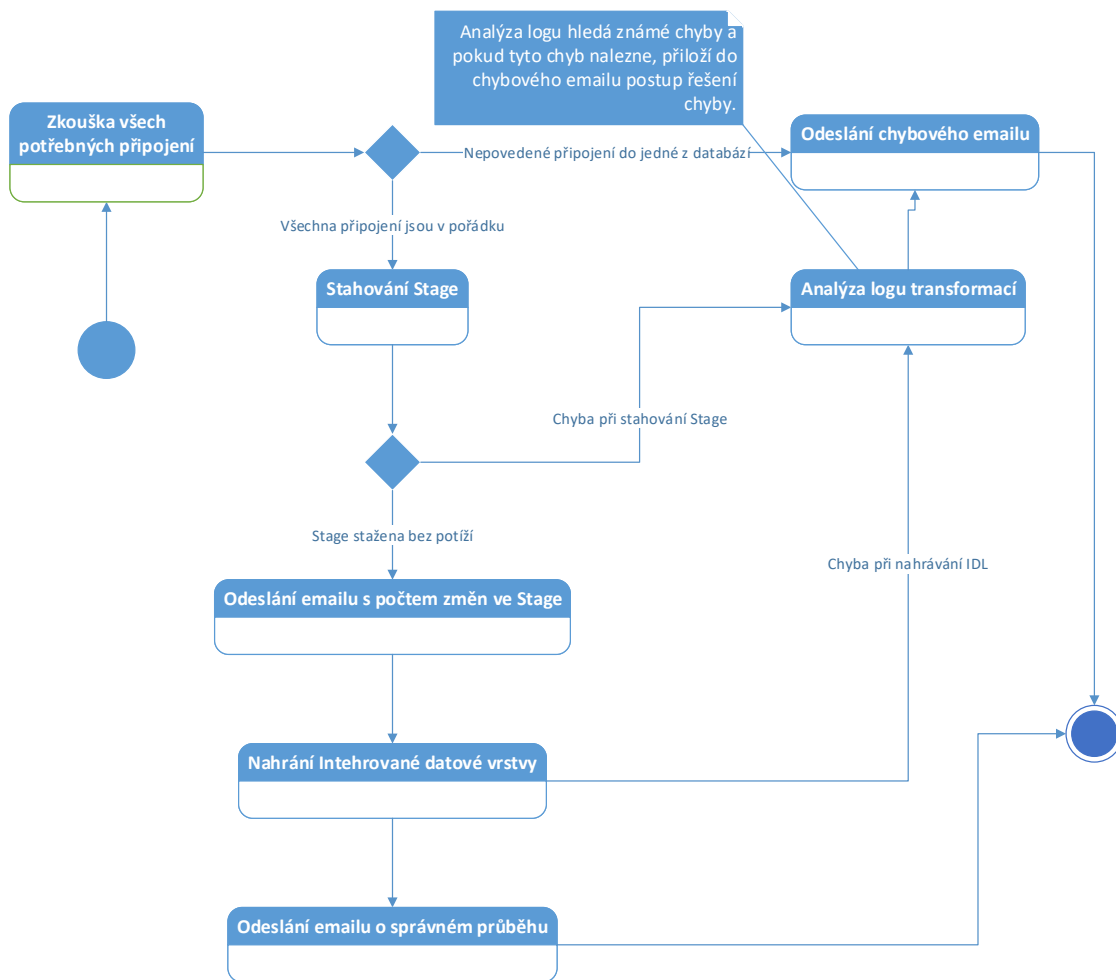 Analýza logu hledá známé chyby a
pokud tyto chyb nalezne, přiloží do
chybového emailu postup řešení
chyby.
Zkouška všech
potřebných připojení
Odeslání chybového emailu
Nepovedené připojení do jedné z databází
Všechna připojení jsou v pořádku
Stahování Stage
Analýza logu transformací
Chyba při stahování Stage
Stage stažena bez potíží
Chyba při nahrávání IDL
Odeslání emailu s počtem změn ve Stage
Nahrání Intehrované datové vrstvy
Odeslání emailu o správném průběhu